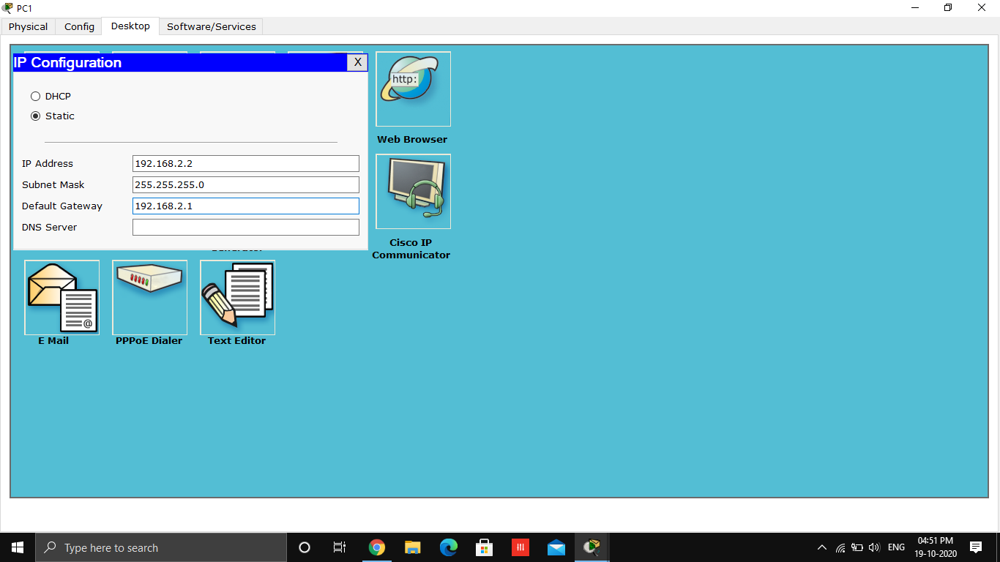 PC1
Physical Config Desktop Software/Services
IP Configuration X
DHCP
Static
IP Address 192.168.2.2
Subnet Mask 255.255.255.0
Default Gateway 192.168.2.1
DNS Server
http:
Web Browser
Cisco IP
Communicator
@
E Mail PPPoE Dialer Text Editor
Type here to search
ENG
04:51 PM
19-10-2020